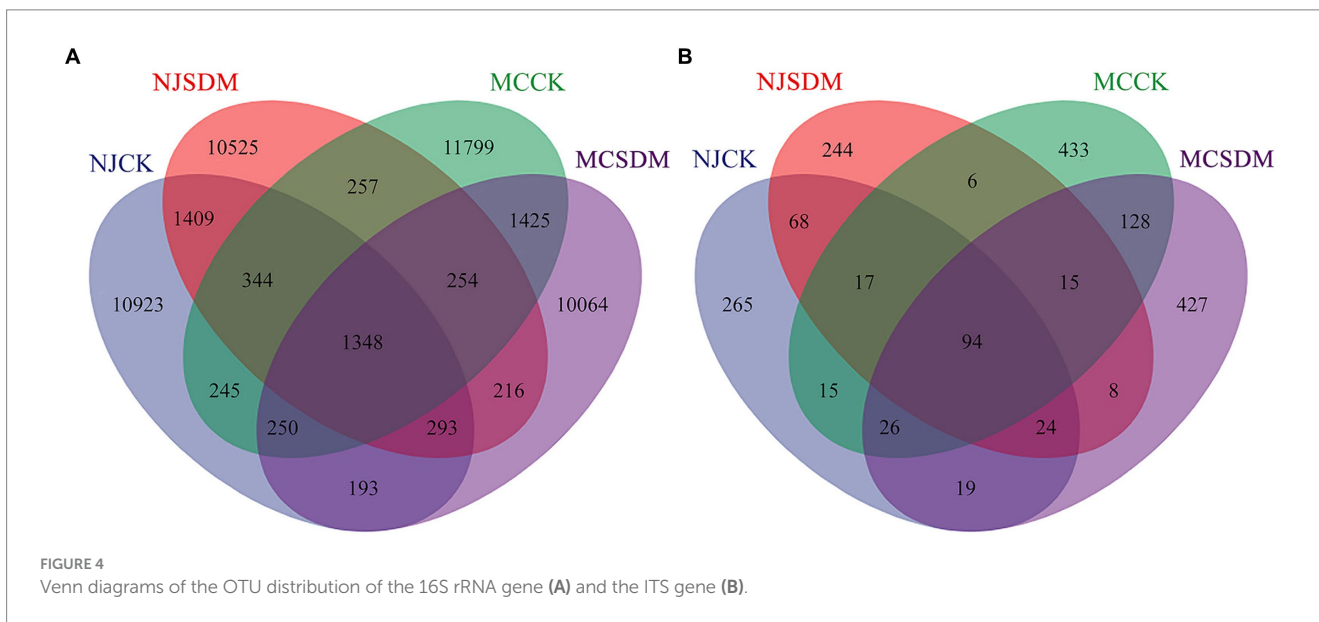 A
B
NJSDM
MCCK
NJCK
MCSDM
10525
11799
257
1409
1425
344
254
10923
10064
1348
245
216
250
293
193
NJSDM
MCCK
NJCK
MCSDM
244
433
6
68
128
17
15
265
427
94
15
8
26
24
19
FIGURE 4
Venn diagrams of the OTU distribution of the 16S rRNA gene (A) and the ITS gene (B).